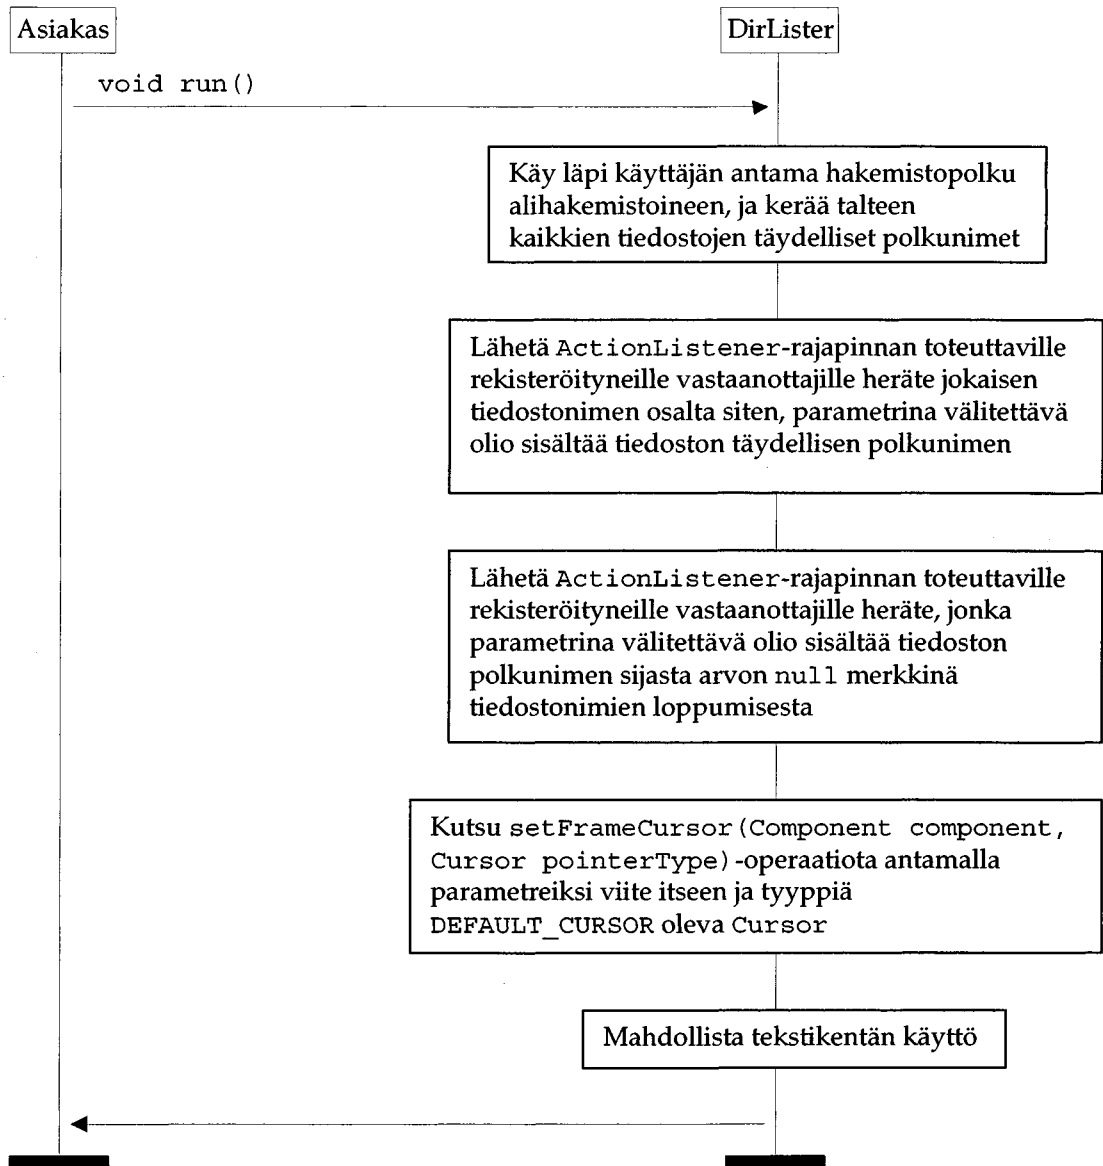 Asiakas
DirLister
void run()
Käy läpi käyttäjän antama hakemistopolku
alihakemistoineen, ja kerää talteen
kaikkien tiedostojen täydelliset polkunimet
Lähetä ActionListener-rajapinnan toteuttaville
rekisteröityneille vastaanottajille heräte jokaisen
tiedostonimen osalta siten, parametrina välitettävä
olio sisältää tiedoston täydellisen polkunimen
Lähetä ActionListener-rajapinnan toteuttaville
rekisteröityneille vastaanottajille heräte, jonka
parametrina välitettävä olio sisältää tiedoston
polkunimen sijasta arvon null merkkinä
tiedostonimien loppumisesta
Kutsu setFrameCursor(Component component,
Cursor pointerType)-operaatiota antamalla
parametreiksi viite itseen ja tyyppiä
DEFAULT_CURSOR oleva Cursor
Mahdollista tekstikentän käyttö